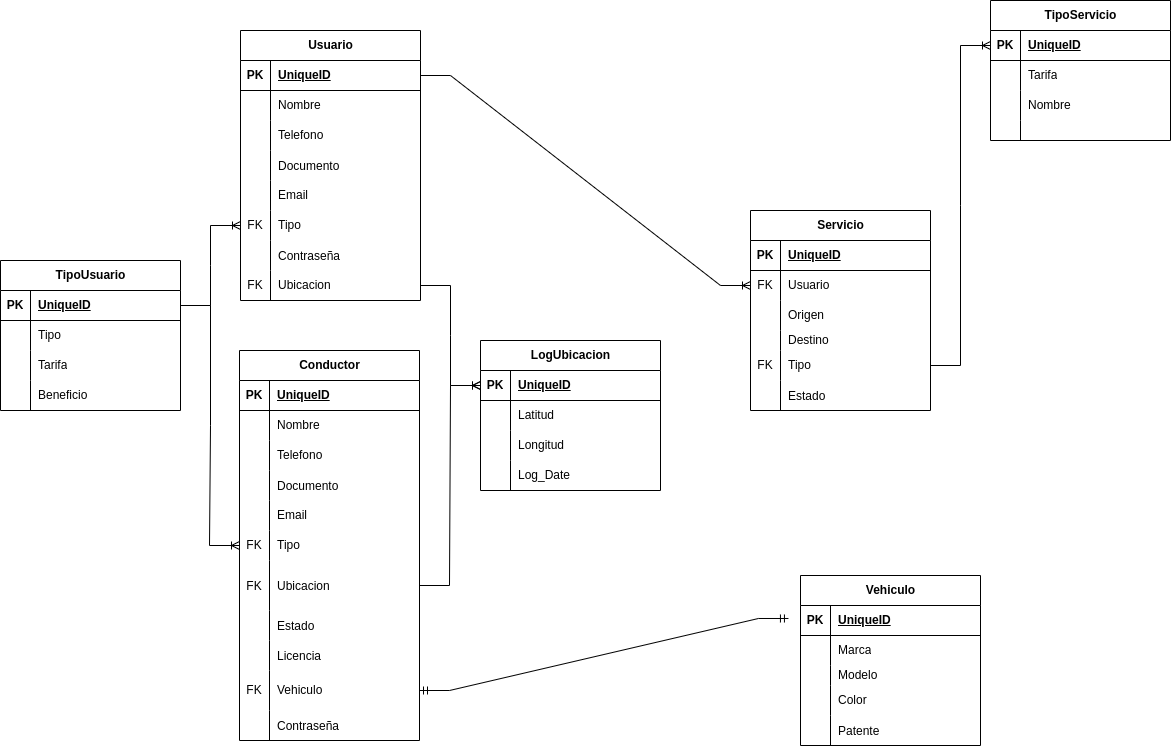 TipoServicio
PK UniqueID
Tarifa
Nombre
Usuario
PK UniqueID
Nombre
Telefono
Documento
Email
FK Tipo
Contraseña
FK Ubicacion
Servicio
PK UniqueID
FK Usuario
Origen
Destino
FK Tipo
Estado
TipoUsuario
PK UniqueID
Tipo
Tarifa
Beneficio
LogUbicacion
PK UniqueID
Latitud
Longitud
Log_Date
Conductor
PK UniqueID
Nombre
Telefono
Documento
Email
FK Tipo
FK Ubicacion
Estado
Licencia
FK Vehiculo
Contraseña
Vehiculo
PK UniqueID
Marca
Modelo
Color
Patente